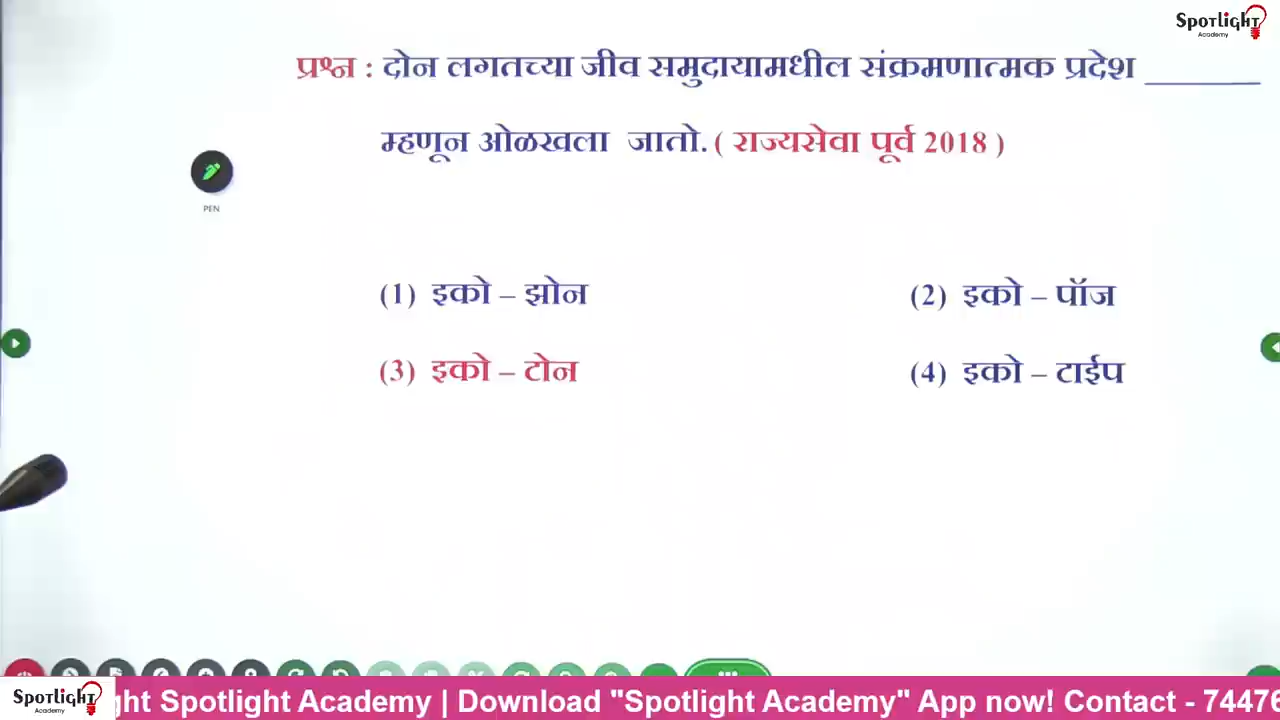 Spotlight
Academy
प्रश्न : दोन लगतच्या जीव समुदायामधील संक्रमणात्मक प्रदेश ________
म्हणून ओळखला जातो. ( राज्यसेवा पूर्व 2018 )
PEN
(1) इको – झोन
(2) इको – पॉज
(3) इको – टोन
(4) इको – टाईप
Spotlight
Academy
ght Spotlight Academy | Download "Spotlight Academy" App now! Contact - 74476